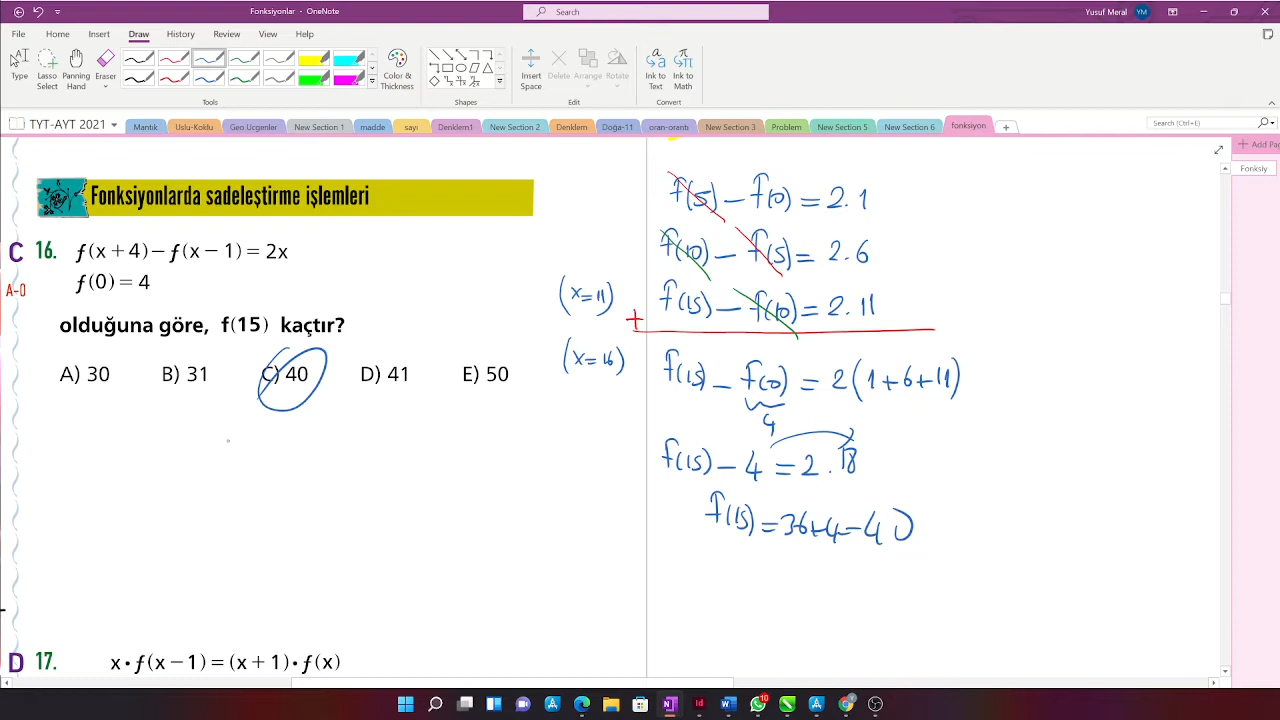 Fonksiyonlar - OneNote
Search
Yusuf Meral YM
File Home Insert Draw History Review View Help
Type
Lasso Select
Panning Hand
Eraser
Color & Thickness
Insert Space
Delete
Arrange
Rotate
Ink to Text
Ink to Math
Tools Shapes Edit Convert
TYT-AYT 2021
Mantık Uslu-Koklu Geo Ucgenler New Section 1 madde sayı Denklem1 New Section 2 Denklem Doğa-11 oran-orantı New Section 3 Problem New Section 5 New Section 6 fonksiyon +
Search (Ctrl+E)
Add Pag
Fonksiy
Fonksiyonlarda sadeleştirme işlemleri
C 16. f(x + 4) – f(x – 1) = 2x
A-0
f(0) = 4
olduğuna göre, f(15) kaçtır?
A) 30 B) 31 C) 40 D) 41 E) 50
f(5) - f(0) = 2.1
f(10) - f(5) = 2.6
(x=11) f(15) - f(10) = 2.11
+
(x=16) f(15) - f(0) = 2(1+6+11)
4
f(15) - 4 = 2.18
f(15) = 36+4 = 40
D 17. x • f(x – 1) = (x + 1) • f(x)
10